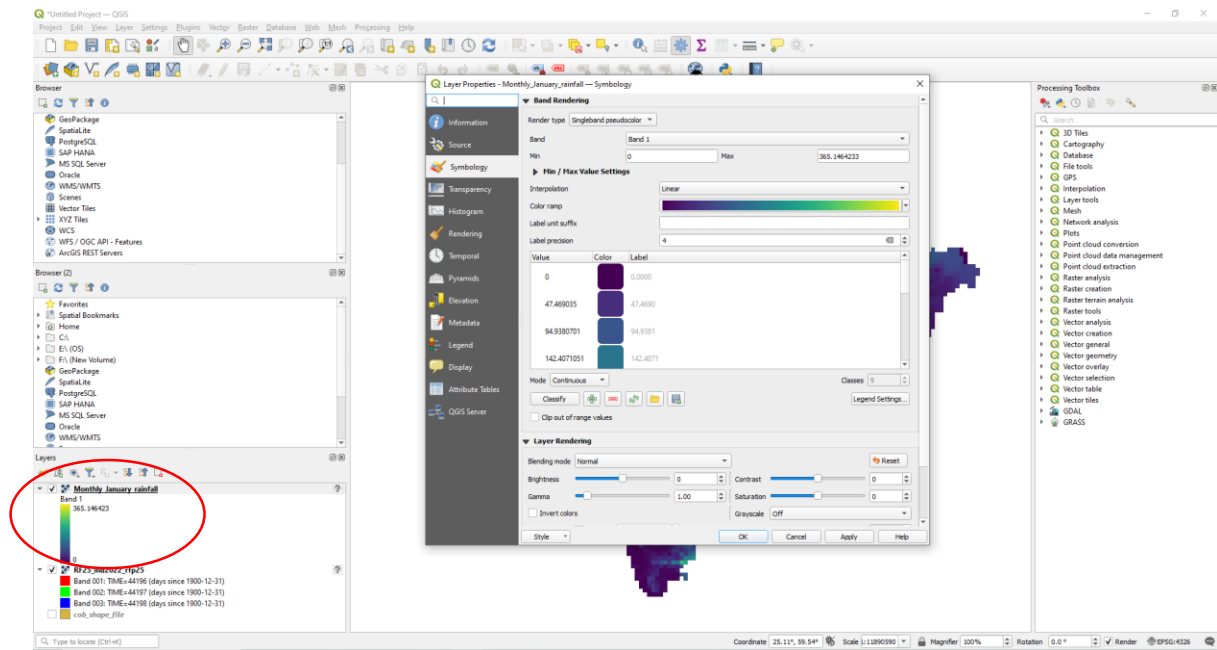 *Untitled Project — QGIS
Project Edit View Layer Settings Plugins Vector Raster Database Web Mesh Processing Help
Browser
GeoPackage
SpatiaLite
PostgreSQL
SAP HANA
MS SQL Server
Oracle
WMS/WMTS
Scenes
Vector Tiles
XYZ Tiles
WCS
WFS / OGC API - Features
ArcGIS REST Servers
Browser (2)
Favorites
Spatial Bookmarks
Home
C:\
E:\ (OS)
F:\ (New Volume)
GeoPackage
SpatiaLite
PostgreSQL
SAP HANA
MS SQL Server
Oracle
WMS/WMTS
Layers
Monthly_January_rainfall
Band 1
365.146423
0
RF25_ind2022_rfp25
Band 001: TIME=44196 (days since 1900-12-31)
Band 002: TIME=44197 (days since 1900-12-31)
Band 003: TIME=44198 (days since 1900-12-31)
cob_shape_file
Layer Properties - Monthly_January_rainfall — Symbology
Information
Source
Symbology
Transparency
Histogram
Rendering
Temporal
Pyramids
Elevation
Metadata
Legend
Display
Attribute Tables
QGIS Server
Band Rendering
Render type Singleband pseudocolor
Band Band 1
Min 0 Max 365.1464233
Min / Max Value Settings
Interpolation Linear
Color ramp
Label unit suffix
Label precision 4
Value Color Label
0 0.0000
47.469035 47.4690
94.9380701 94.9381
142.4071051 142.4071
Mode Continuous Classes 9
Classify Legend Settings...
Clip out of range values
Layer Rendering
Blending mode Normal Reset
Brightness 0 Contrast 0
Gamma 1.00 Saturation 0
Invert colors Grayscale Off
Style OK Cancel Apply Help
Processing Toolbox
Search...
3D Tiles
Cartography
Database
File tools
GPS
Interpolation
Layer tools
Mesh
Network analysis
Plots
Point cloud conversion
Point cloud data management
Point cloud extraction
Raster analysis
Raster creation
Raster terrain analysis
Raster tools
Vector analysis
Vector creation
Vector general
Vector geometry
Vector overlay
Vector selection
Vector table
Vector tiles
GDAL
GRASS
Type to locate (Ctrl+K) Coordinate 25.11°, 59.54° Scale 1:11890590 Magnifier 100% Rotation 0.0 ° Render EPSG:4326